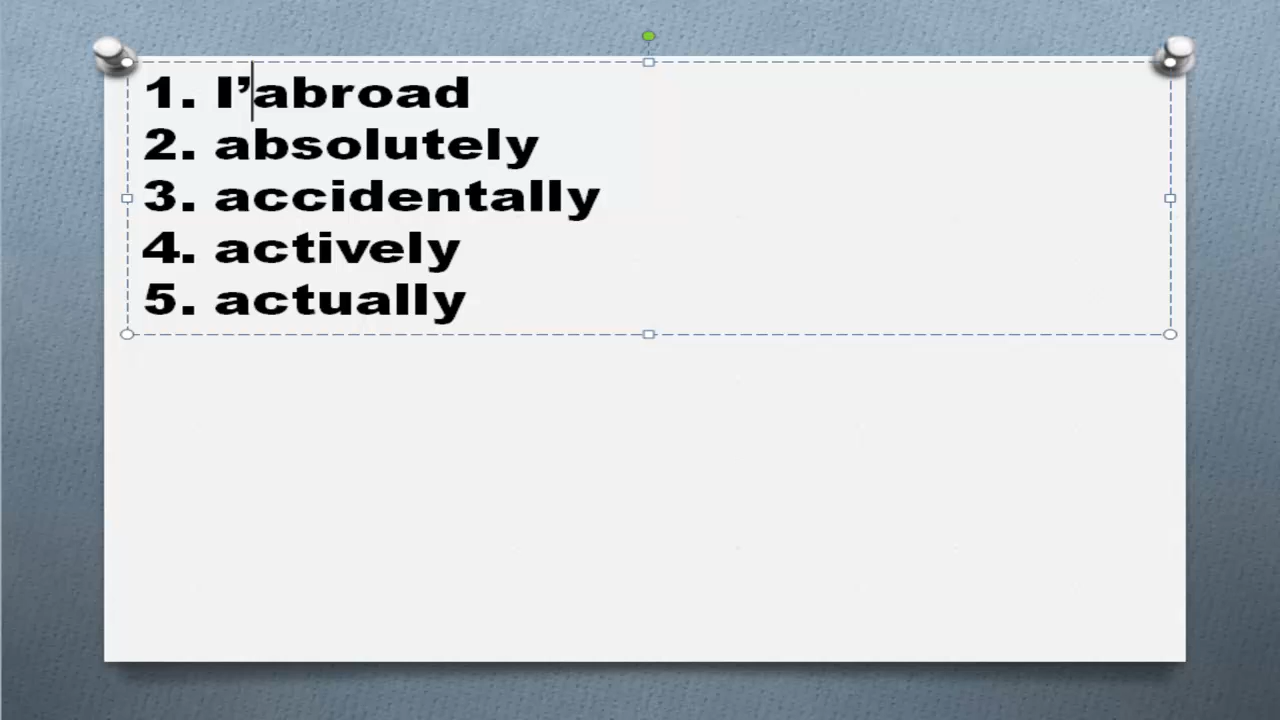 1. I’abroad
2. absolutely
3. accidentally
4. actively
5. actually